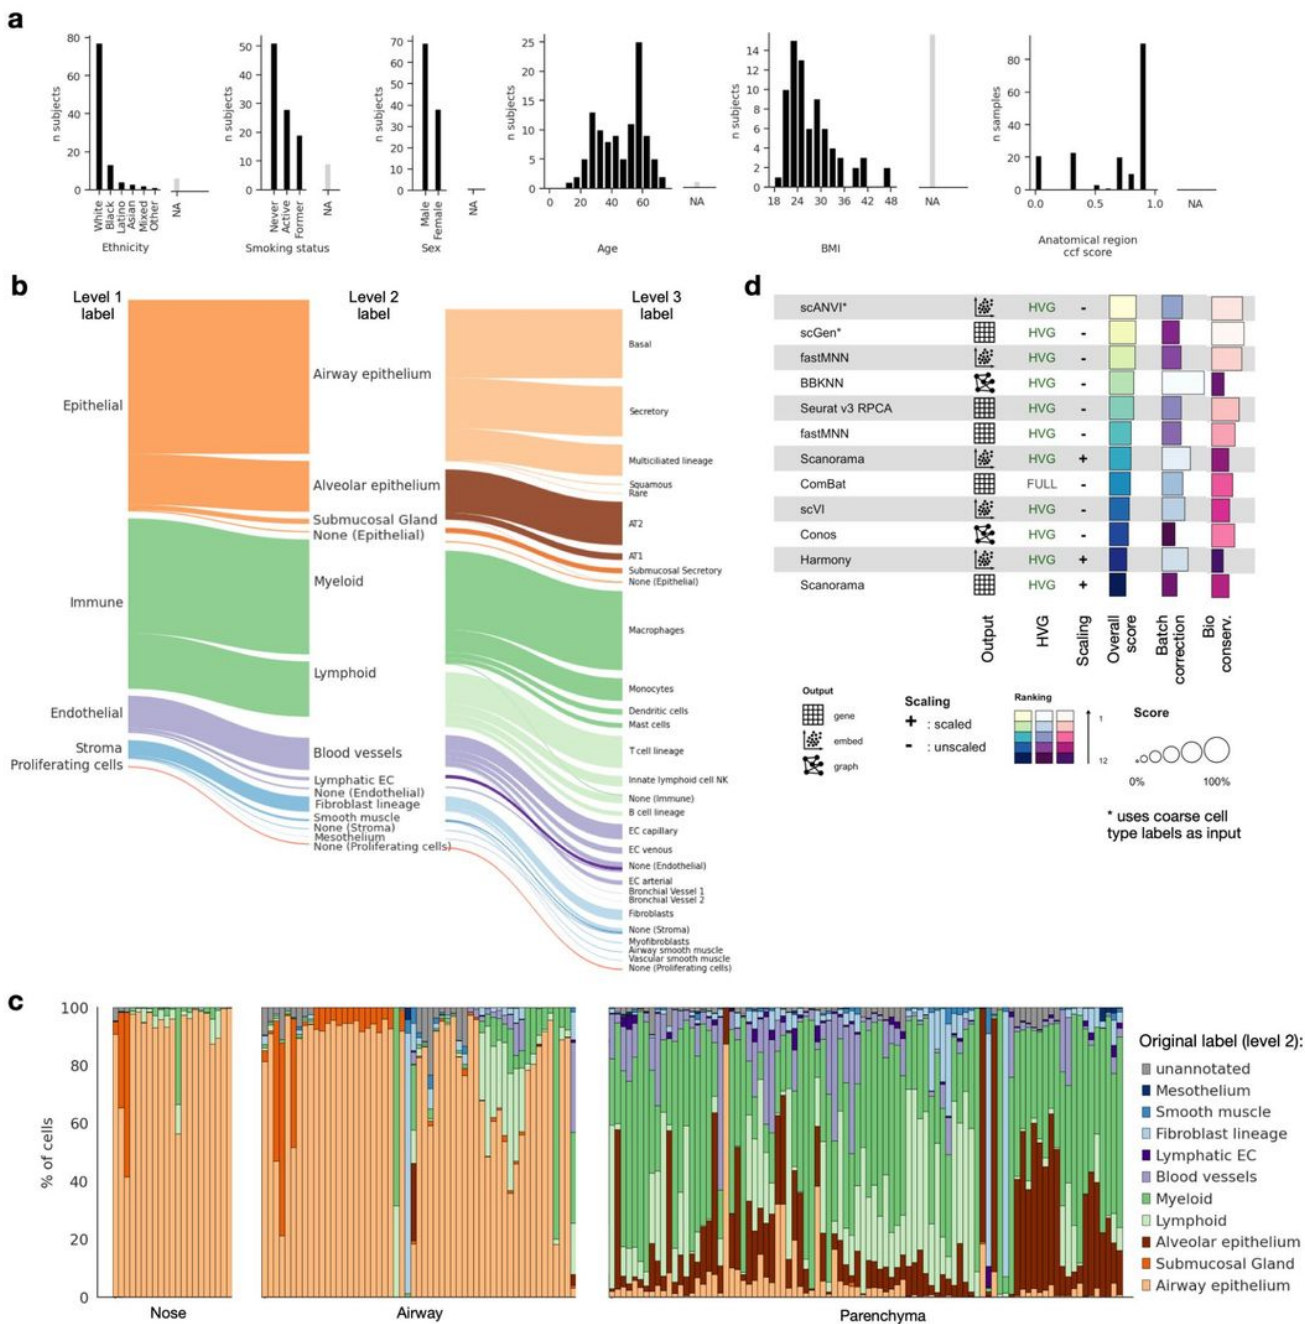 a
80
60
40
20
0
n subjects
White
Black
Latino
Asian
Mixed
Other
NA
Ethnicity
50
40
30
20
10
0
n subjects
Never
Active
Former
NA
Smoking status
70
60
50
40
30
20
10
0
n subjects
Male
Female
NA
Sex
25
20
15
10
5
0
n subjects
0 20 40 60
NA
Age
14
12
10
8
6
4
2
0
n subjects
18 24 30 36 42 48
NA
BMI
80
60
40
20
0
n samples
0.0 0.5 1.0
NA
Anatomical region
ccf score
b
Level 1
label
Epithelial
Immune
Endothelial
Stroma
Proliferating cells
Level 2
label
Airway epithelium
Alveolar epithelium
Submucosal Gland
None (Epithelial)
Myeloid
Lymphoid
Blood vessels
Lymphatic EC
None (Endothelial)
Fibroblast lineage
Smooth muscle
None (Stroma)
Mesothelium
None (Proliferating cells)
Level 3
label
Basal
Secretory
Multiciliated lineage
Squamous
Rare
AT2
AT1
Submucosal Secretory
None (Epithelial)
Macrophages
Monocytes
Dendritic cells
Mast cells
T cell lineage
Innate lymphoid cell NK
None (Immune)
B cell lineage
EC capillary
EC venous
None (Endothelial)
EC arterial
Bronchial Vessel 1
Bronchial Vessel 2
Fibroblasts
None (Stroma)
Myofibroblasts
Airway smooth muscle
Vascular smooth muscle
None (Proliferating cells)
d
scANVI* HVG -
scGen* HVG -
fastMNN HVG -
BBKNN HVG -
Seurat v3 RPCA HVG -
fastMNN HVG -
Scanorama HVG +
ComBat FULL -
scVI HVG -
Conos HVG -
Harmony HVG +
Scanorama HVG +
Output
HVG
Scaling
Overall
score
Batch
correction
Bio
conserv.
Output
gene
embed
graph
Scaling
+ : scaled
- : unscaled
Ranking
1
12
Score
0% 100%
* uses coarse cell
type labels as input
c
100
80
60
40
20
0
% of cells
Nose
Airway
Parenchyma
Original label (level 2):
unannotated
Mesothelium
Smooth muscle
Fibroblast lineage
Lymphatic EC
Blood vessels
Myeloid
Lymphoid
Alveolar epithelium
Submucosal Gland
Airway epithelium